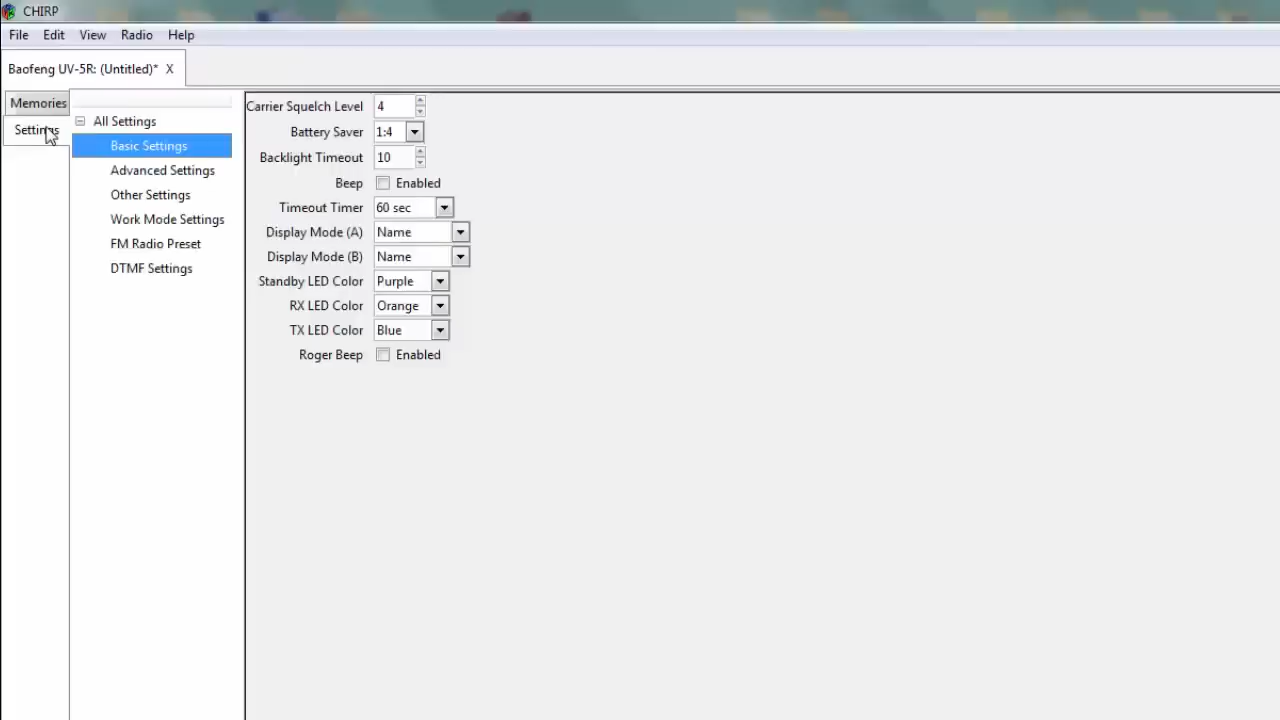 CHIRP
File Edit View Radio Help
Baofeng UV-5R: (Untitled)* X
Memories
Settings
All Settings
Basic Settings
Advanced Settings
Other Settings
Work Mode Settings
FM Radio Preset
DTMF Settings
Carrier Squelch Level 4
Battery Saver 1:4
Backlight Timeout 10
Beep Enabled
Timeout Timer 60 sec
Display Mode (A) Name
Display Mode (B) Name
Standby LED Color Purple
RX LED Color Orange
TX LED Color Blue
Roger Beep Enabled